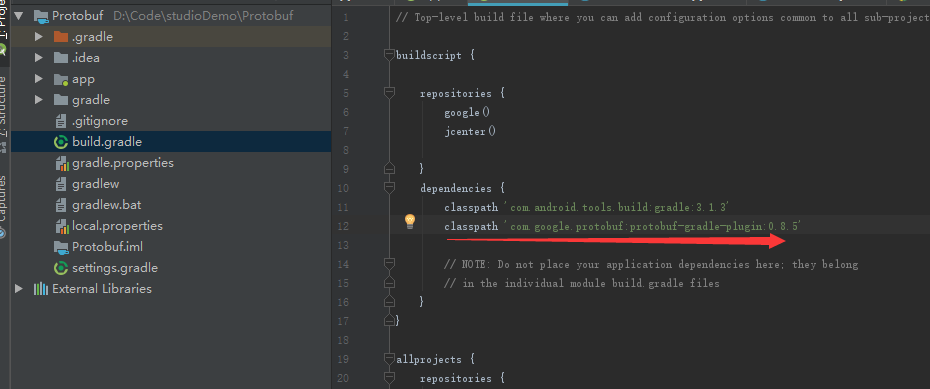 Protobuf D:\Code\studioDemo\Protobuf
.gradle
.idea
app
gradle
.gitignore
build.gradle
gradle.properties
gradlew
gradlew.bat
local.properties
Protobuf.iml
settings.gradle
External Libraries
7: Structure
Captures
1 // Top-level build file where you can add configuration options common to all sub-project
2
3 buildscript {
4
5 repositories {
6 google()
7 jcenter()
8
9 }
10 dependencies {
11 classpath 'com.android.tools.build:gradle:3.1.3'
12 classpath 'com.google.protobuf:protobuf-gradle-plugin:0.8.5'
13
14 // NOTE: Do not place your application dependencies here; they belong
15 // in the individual module build.gradle files
16 }
17 }
18
19 allprojects {
20 repositories {